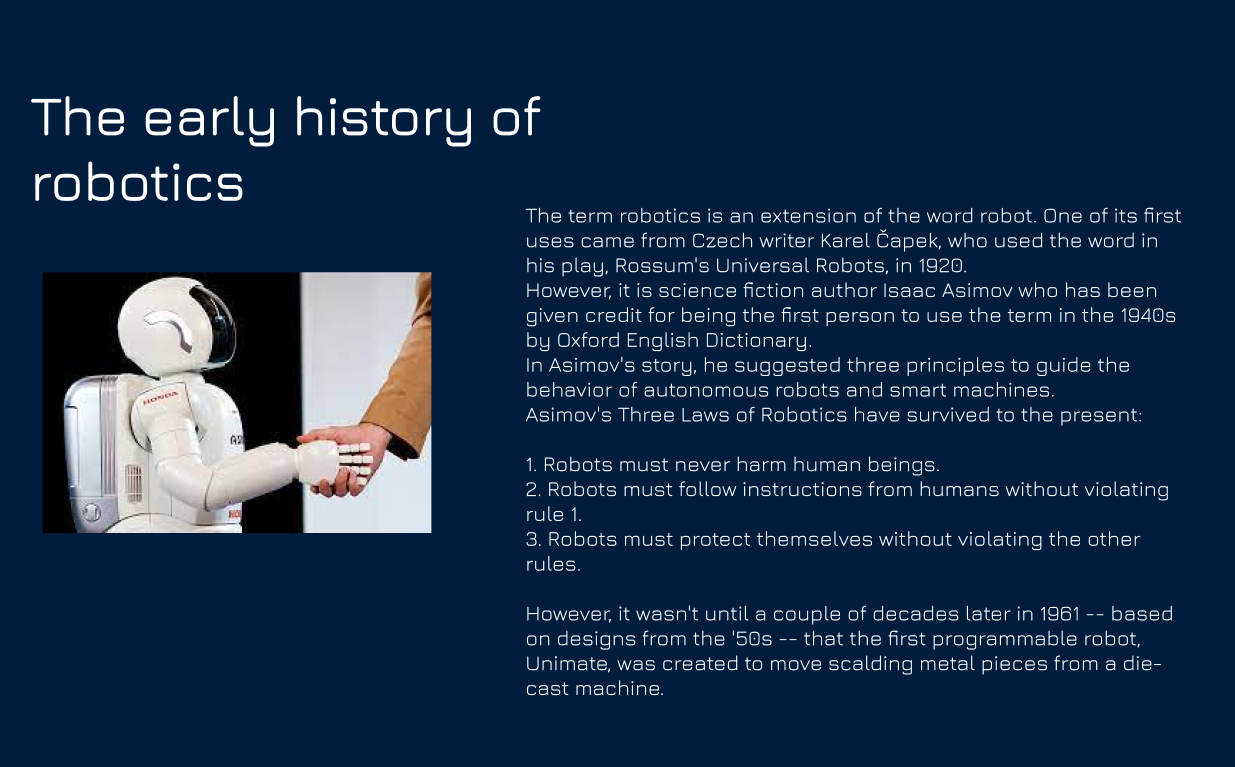 The early history of
robotics
The term robotics is an extension of the word robot. One of its first
uses came from Czech writer Karel Čapek, who used the word in
his play, Rossum's Universal Robots, in 1920.
However, it is science fiction author Isaac Asimov who has been
given credit for being the first person to use the term in the 1940s
by Oxford English Dictionary.
In Asimov's story, he suggested three principles to guide the
behavior of autonomous robots and smart machines.
Asimov's Three Laws of Robotics have survived to the present:
1. Robots must never harm human beings.
2. Robots must follow instructions from humans without violating
rule 1.
3. Robots must protect themselves without violating the other
rules.
However, it wasn't until a couple of decades later in 1961 -- based
on designs from the '50s -- that the first programmable robot,
Unimate, was created to move scalding metal pieces from a die-
cast machine.
HONDA